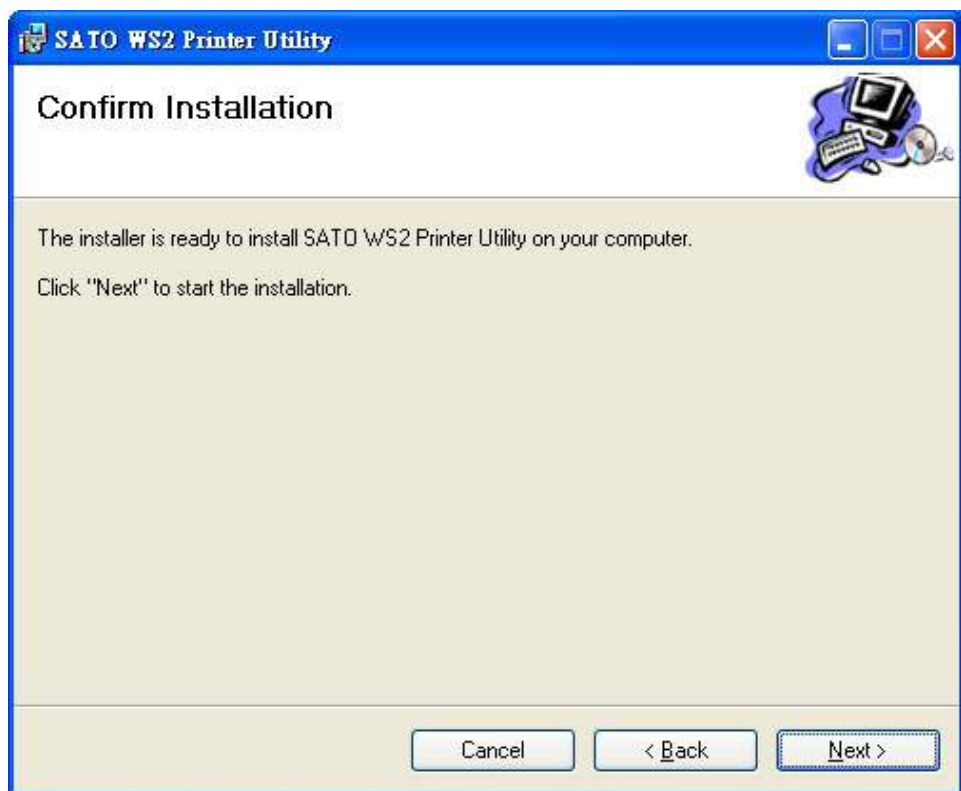 SATO WS2 Printer Utility
Confirm Installation
The installer is ready to install SATO WS2 Printer Utility on your computer.
Click "Next" to start the installation.
Cancel
< Back
Next >